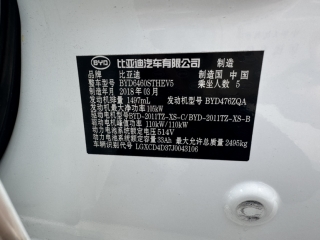 BYD 比亚迪汽车有限公司 制造
品牌 比亚迪 制造国 中国
整车型号 BYD6460STHEV5 乘坐人数 5
制造年月 2018年03月
发动机排量 1497mL 发动机型号 BYD476ZQA
发动机最大净功率 105kW
驱动电机型号BYD-2011TZ-XS-C/BYD-2011TZ-XS-B
驱动电机峰值功率 110kW/110kW
动力电池系统额定电压 514V
动力电池系统额定容量 33Ah 最大允许总质量 2495kg
车辆识别代号 LGXCD4D37J0043106